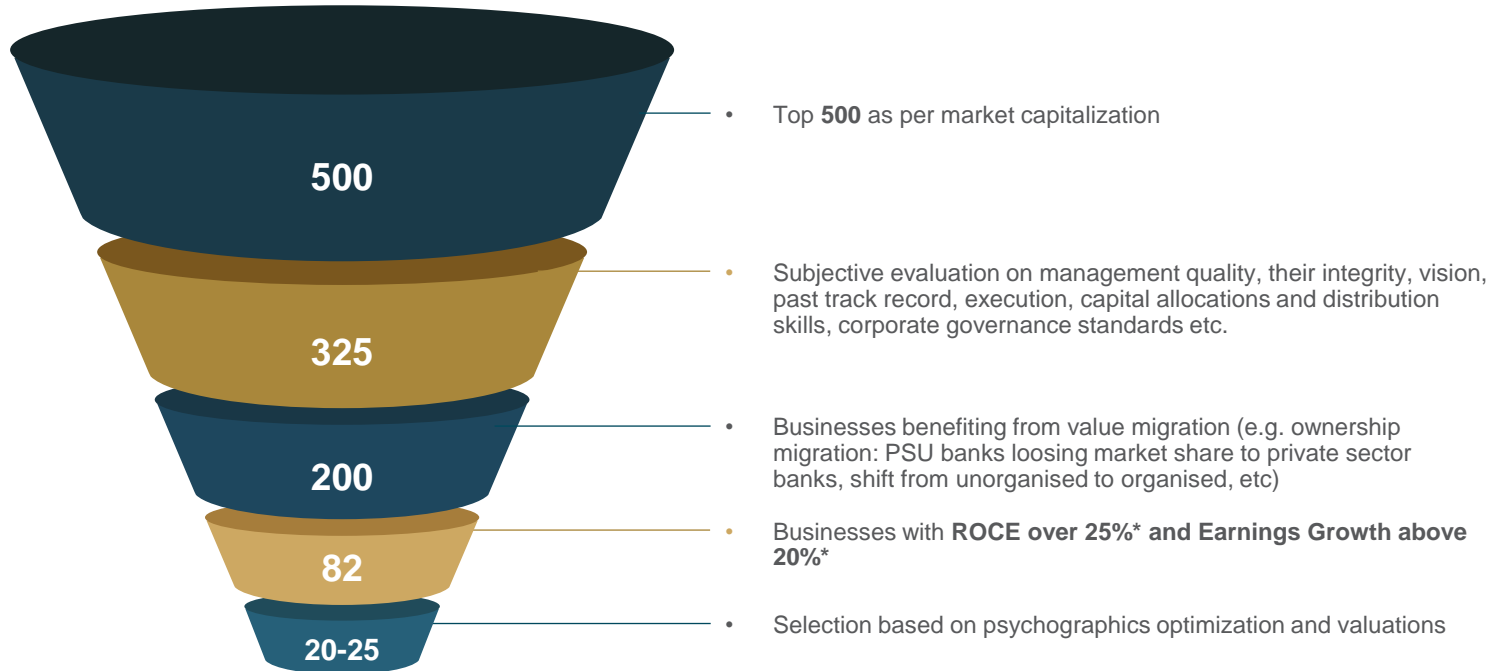 500
• Top 500 as per market capitalization
325
• Subjective evaluation on management quality, their integrity, vision,
past track record, execution, capital allocations and distribution
skills, corporate governance standards etc.
200
• Businesses benefiting from value migration (e.g. ownership
migration: PSU banks loosing market share to private sector
banks, shift from unorganised to organised, etc)
82
• Businesses with ROCE over 25%* and Earnings Growth above
20%*
20-25
• Selection based on psychographics optimization and valuations